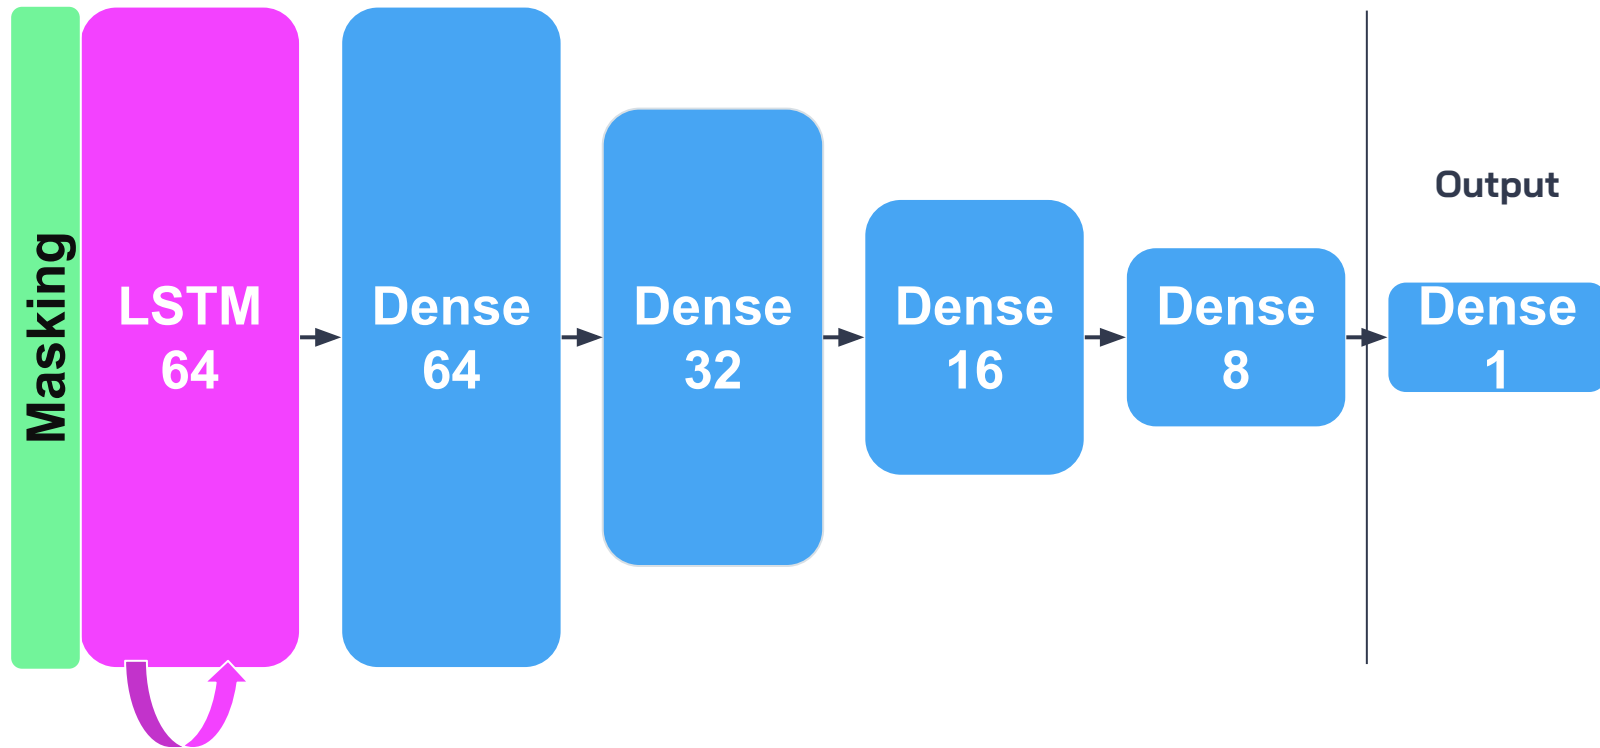 Masking
LSTM
64
Dense
64
Dense
32
Dense
16
Dense
8
Output
Dense
1